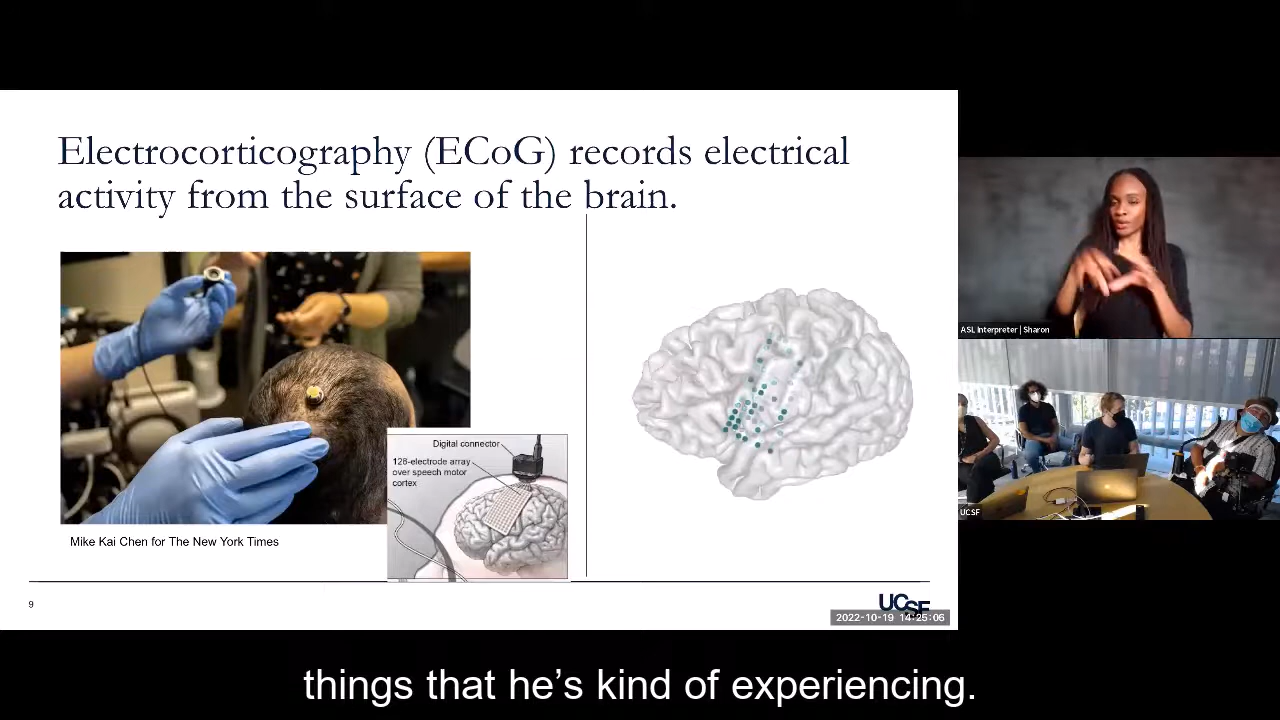 Electrocorticography (ECoG) records electrical
activity from the surface of the brain.
Digital connector
128-electrode array
over speech motor
cortex
Mike Kai Chen for The New York Times
9
UCSF
2022-10-19 14:25:06
ASL Interpreter | Sharon
UCSF
things that he’s kind of experiencing.